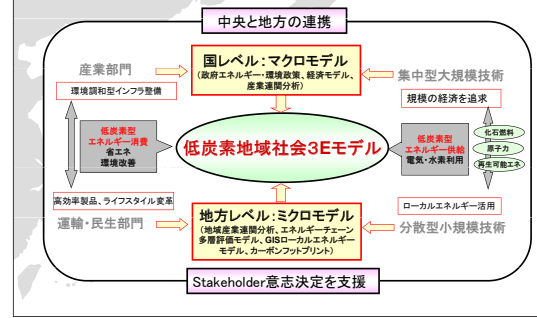 中央と地方の連携
産業部門
国レベル：マクロモデル
(政府エネルギー・環境政策、経済モデル、
産業連関分析)
集中型大規模技術
環境調和型インフラ整備
規模の経済を追求
低炭素型
エネルギー消費
省エネ
環境改善
低炭素地域社会3Eモデル
低炭素型
エネルギー供給
電気・水素利用
化石燃料
原子力
再生可能エネ
高効率製品、ライフスタイル変革
ローカルエネルギー活用
運輸・民生部門
地方レベル：ミクロモデル
(地域産業連関分析、エネルギーチェーン
多層評価モデル、GISローカルエネルギー
モデル、カーボンフットプリント)
分散型小規模技術
Stakeholder意志決定を支援